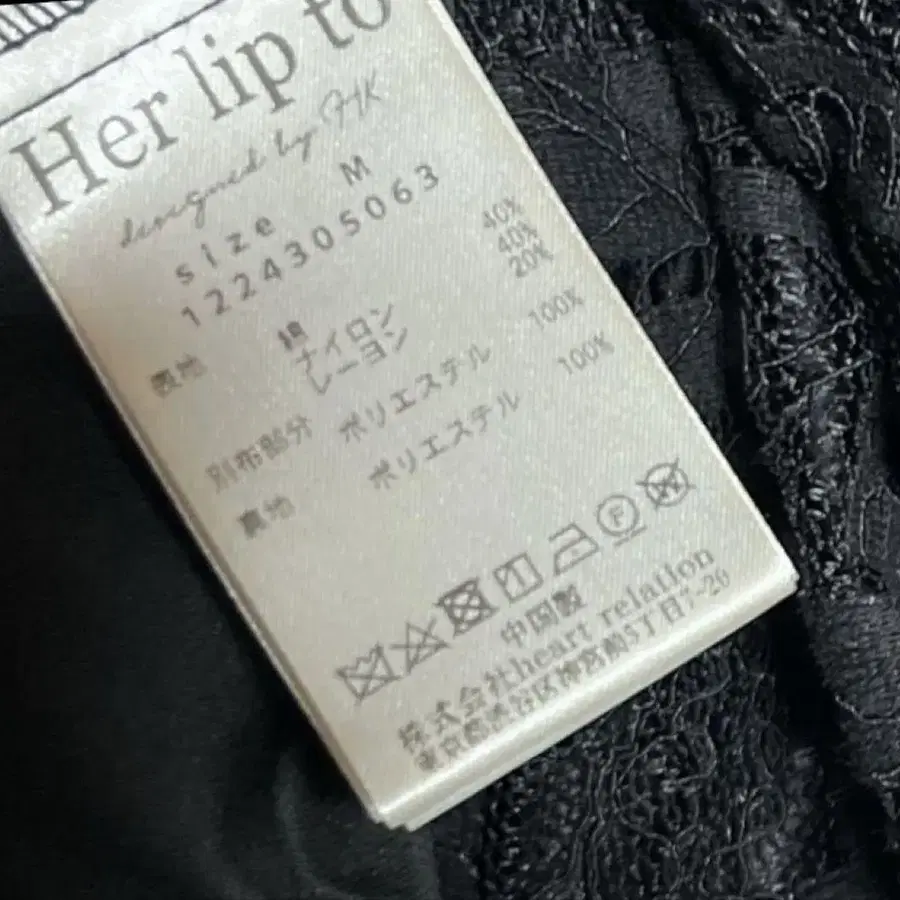 Her lip to
designed by HK
size M
1224305063
表地 綿 40%
ナイロン 40%
レーヨン 20%
別布部分 ポリエステル 100%
裏地 ポリエステル 100%
中国製
株式会社heart relation
東京都渋谷区神宮前5丁目7-20